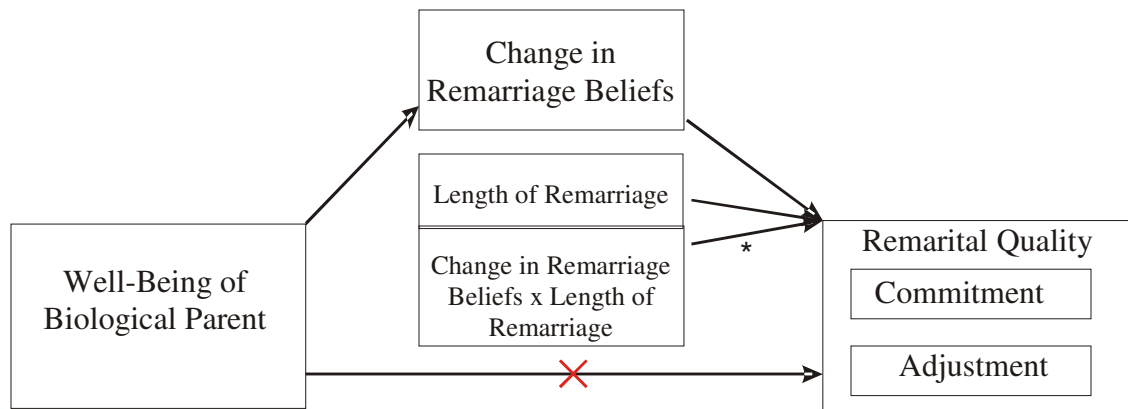 Change in
Remarriage Beliefs
Length of Remarriage
Change in Remarriage
Beliefs x Length of
Remarriage
*
Well-Being of
Biological Parent
Remarital Quality
Commitment
Adjustment